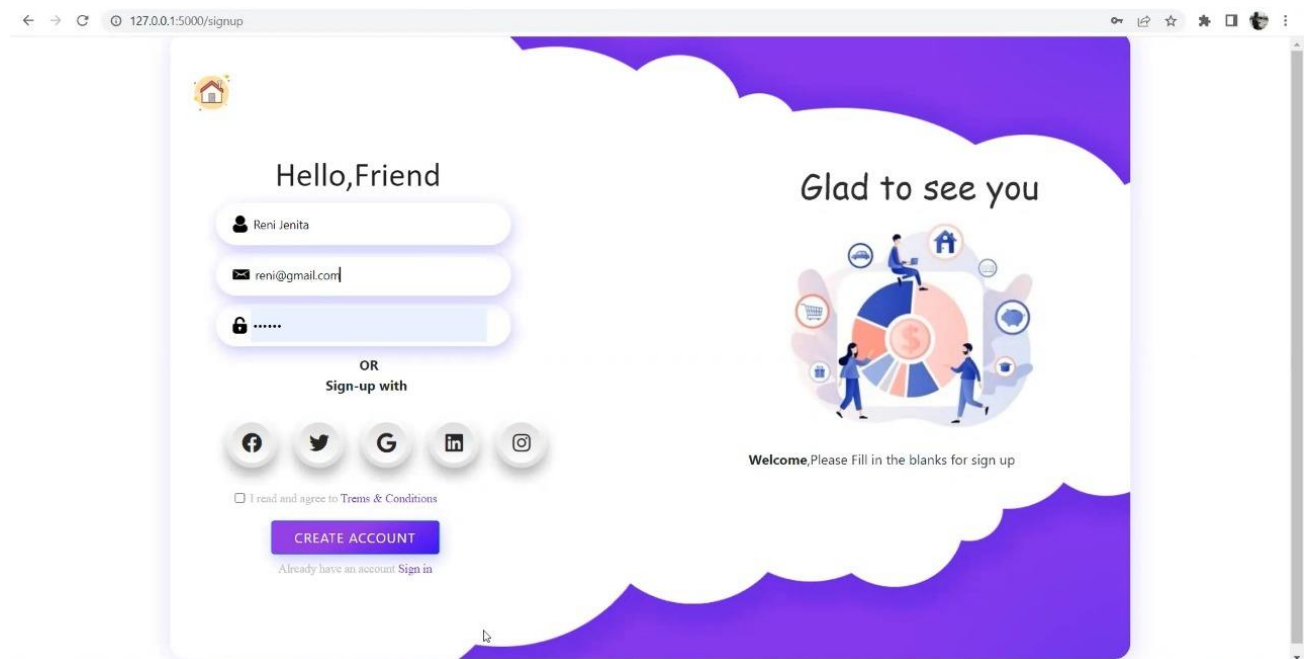 127.0.0.1:5000/signup
Hello,Friend
Reni Jenita
reni@gmail.com
••••••
OR
Sign-up with
I read and agree to Trems & Conditions
CREATE ACCOUNT
Already have an account Sign in
Glad to see you
Welcome,Please Fill in the blanks for sign up